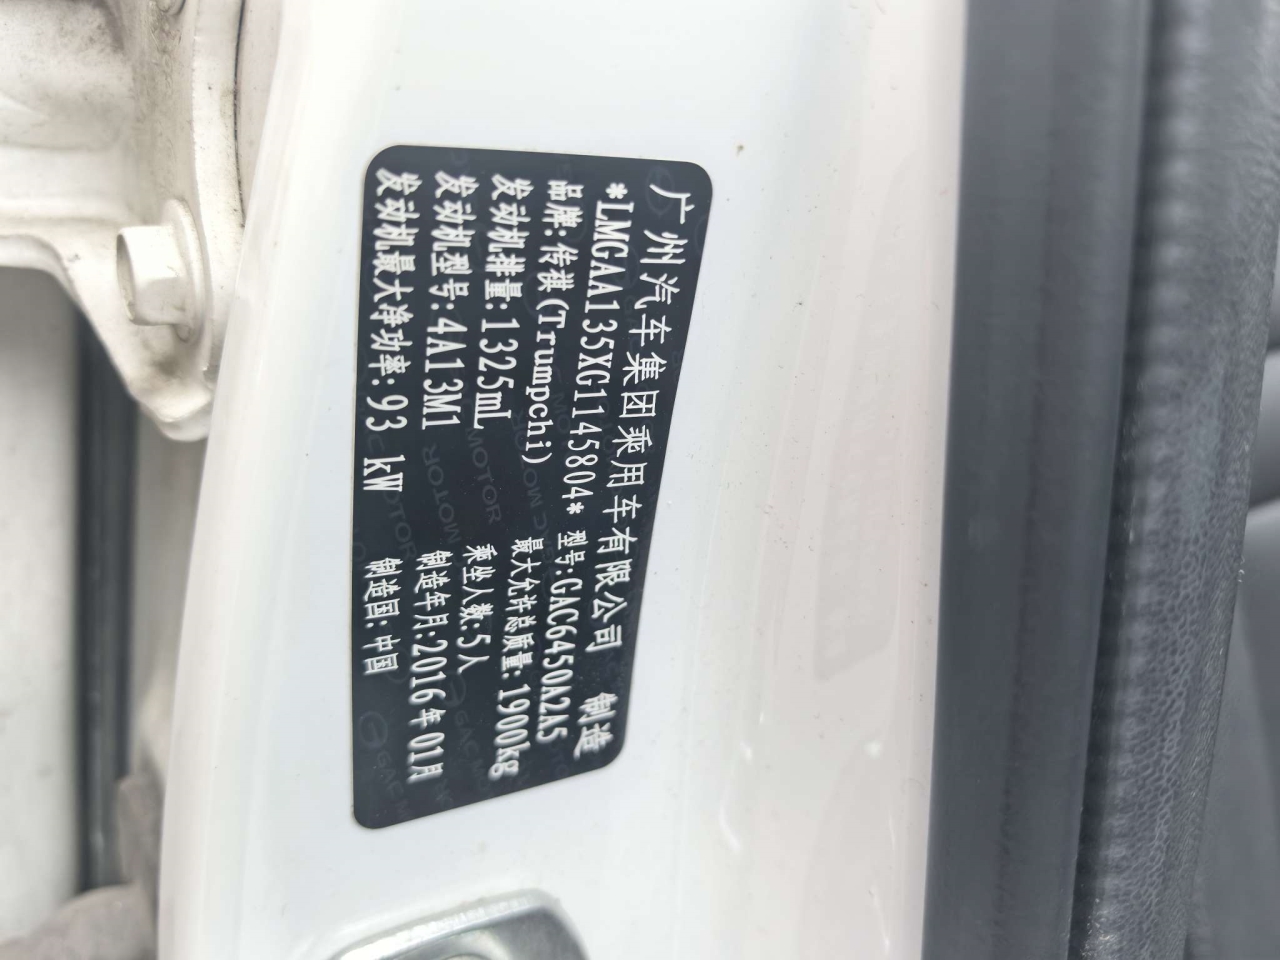 广州汽车集团乘用车有限公司 制造
*LMGAA135XG1145804* 型号:GAC6450A2A5
品牌:传祺(Trumpchi) 最大允许总质量:1900kg
发动机排量:1325mL 乘坐人数:5人
发动机型号:4A13M1 制造年月:2016年01月
发动机最大净功率:93 kW 制造国:中国